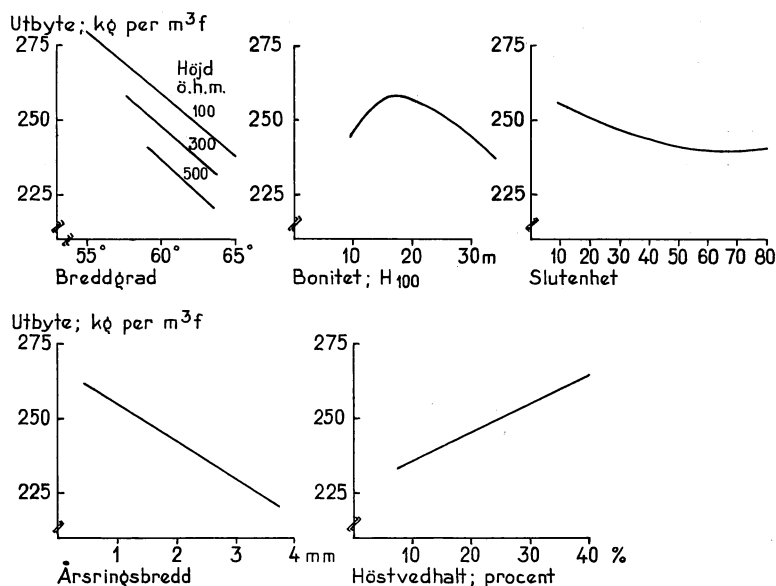 Utbyte; kg per m³f
275
250
225
Höjd
ö.h.m.
100
300
500
55° 60° 65°
Breddgrad
275
250
225
10 20 30 m
Bonitet; H₁₀₀
275
250
225
10 20 30 40 50 60 70 80
Slutenhet
Utbyte; kg per m³f
275
250
225
1 2 3 4 mm
Årsringsbredd
275
250
225
10 20 30 40 %
Höstvedhalt; procent